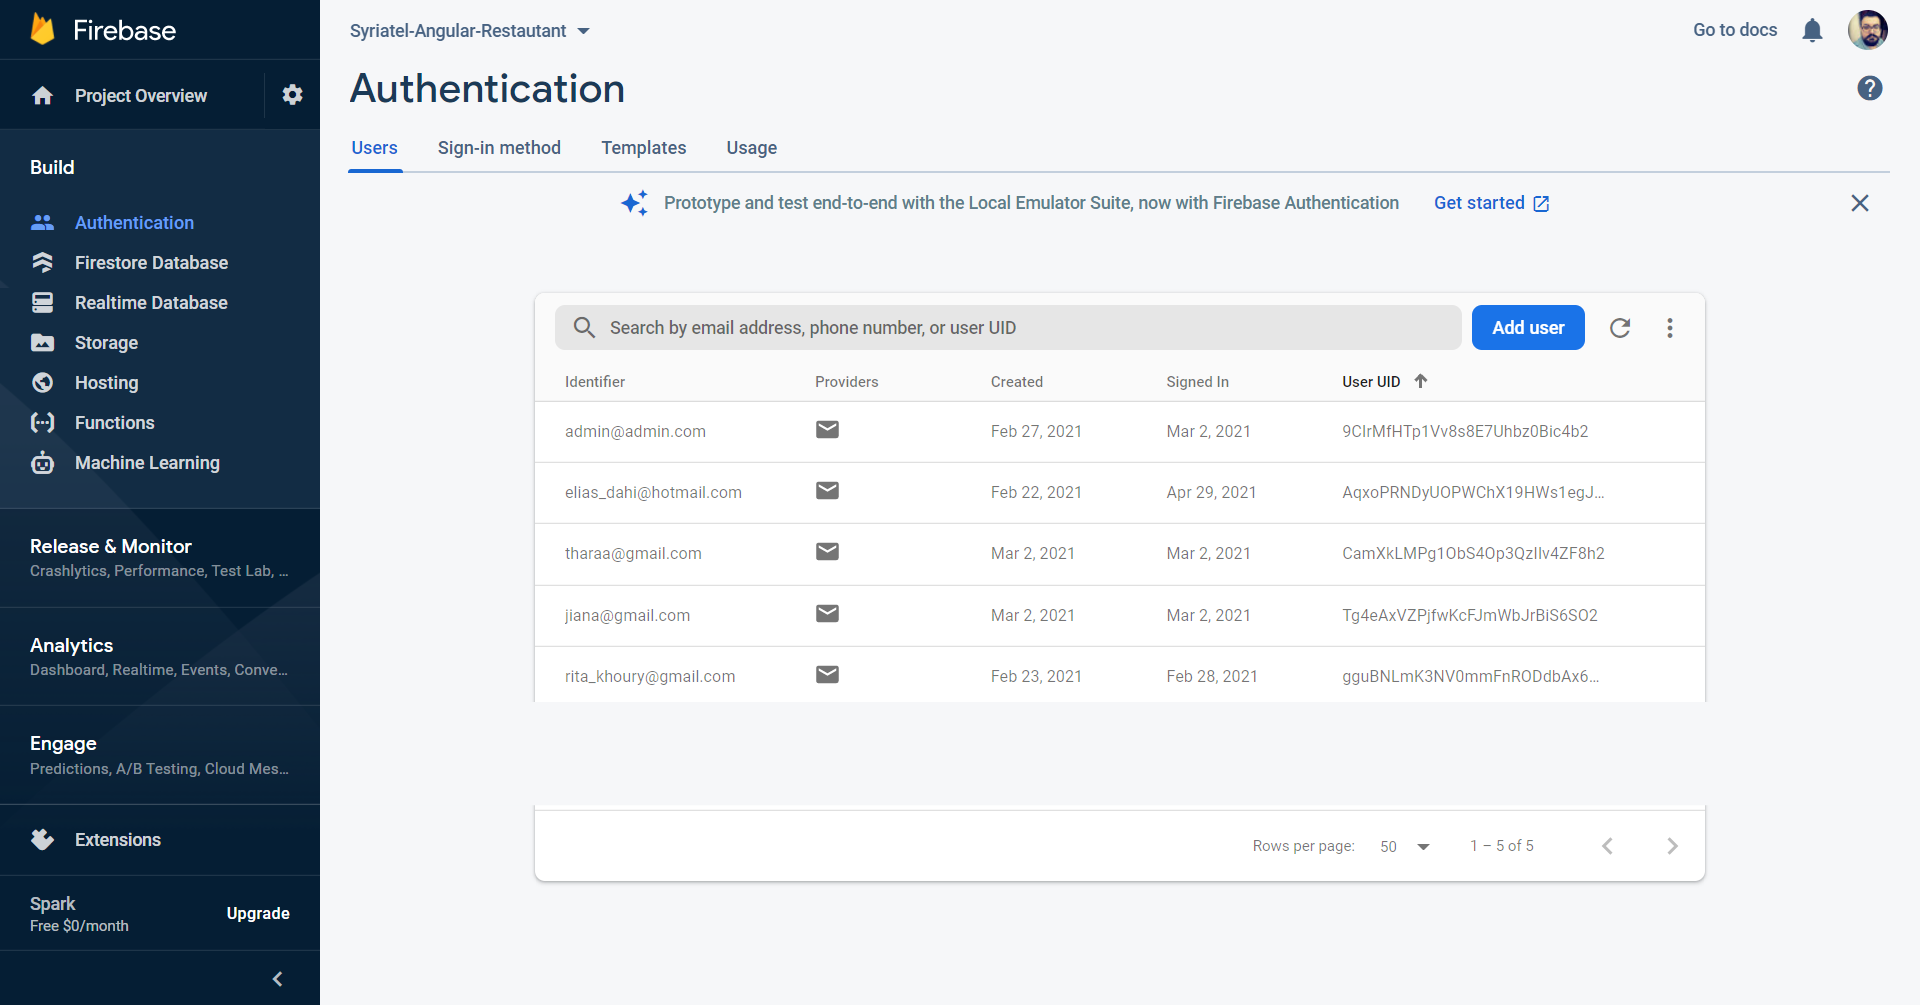 Firebase
Project Overview
Build
Authentication
Firestore Database
Realtime Database
Storage
Hosting
Functions
Machine Learning
Release & Monitor
Crashlytics, Performance, Test Lab, ...
Analytics
Dashboard, Realtime, Events, Conve...
Engage
Predictions, A/B Testing, Cloud Mes...
Extensions
Spark
Free $0/month
Upgrade
Syriatel-Angular-Restautant
Go to docs
Authentication
Users Sign-in method Templates Usage
Prototype and test end-to-end with the Local Emulator Suite, now with Firebase Authentication Get started
Search by email address, phone number, or user UID
Add user
Identifier Providers Created Signed In User UID
admin@admin.com Feb 27, 2021 Mar 2, 2021 9CIrMfHTp1Vv8s8E7Uhbz0Bic4b2
elias_dahi@hotmail.com Feb 22, 2021 Apr 29, 2021 AqxoPRNDyUOPWChX19HWs1egJ...
tharaa@gmail.com Mar 2, 2021 Mar 2, 2021 CamXkLMPg1ObS4Op3QzIlv4ZF8h2
jiana@gmail.com Mar 2, 2021 Mar 2, 2021 Tg4eAxVZPjfwKcFJmWbJrBiS6SO2
rita_khoury@gmail.com Feb 23, 2021 Feb 28, 2021 gguBNLmK3NV0mmFnRODdbAx6...
Rows per page: 50 1 – 5 of 5